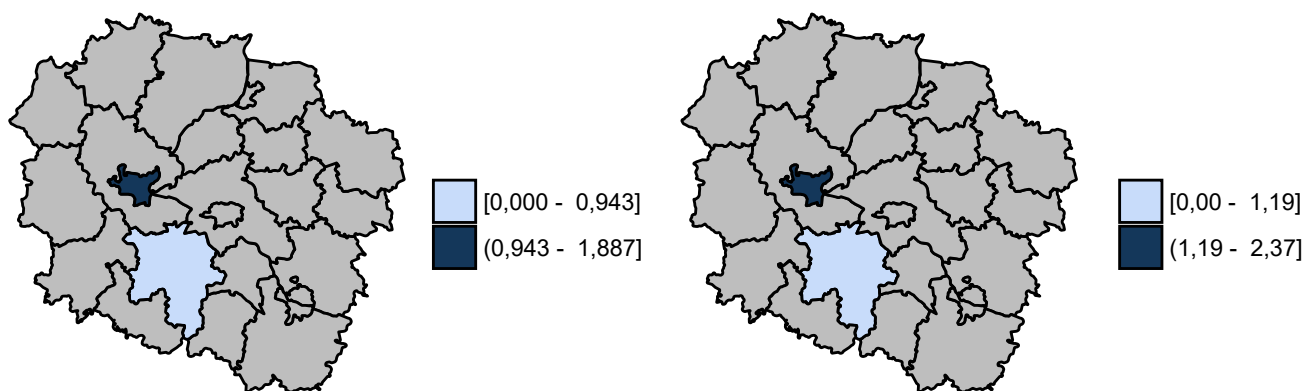 [0,000 - 0,943]
(0,943 - 1,887]
[0,00 - 1,19]
(1,19 - 2,37]